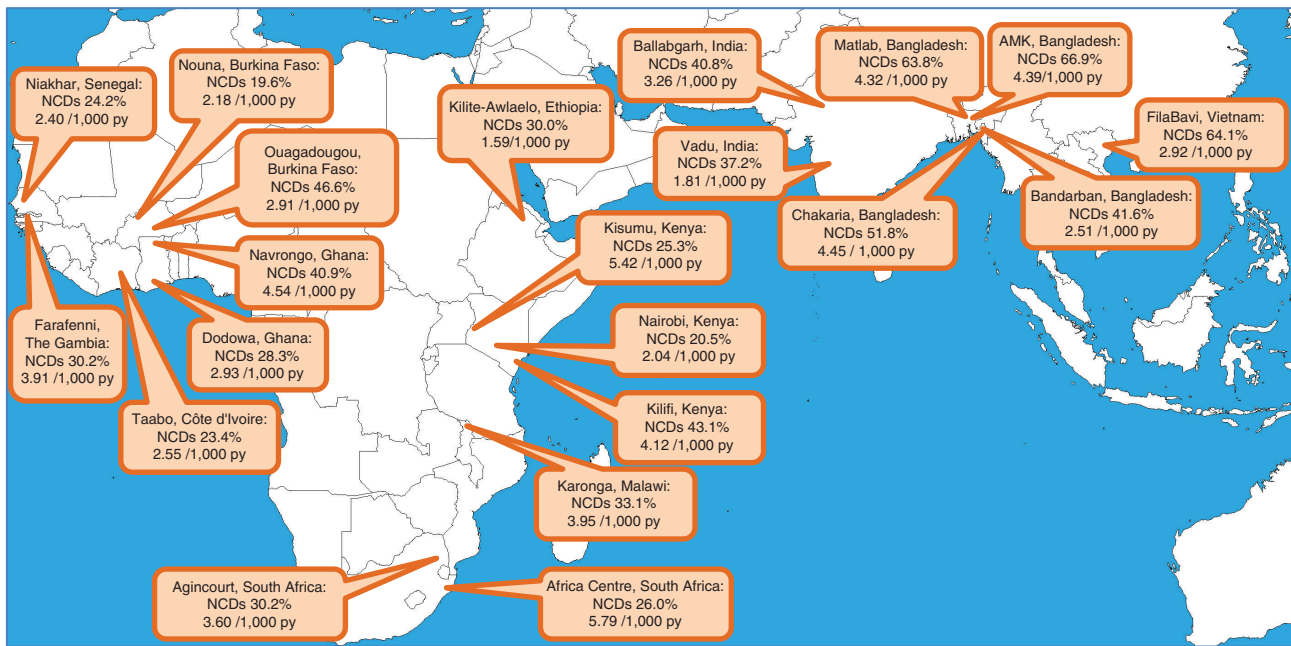 Niakhar, Senegal:
NCDs 24.2%
2.40 /1,000 py
Nouna, Burkina Faso:
NCDs 19.6%
2.18 /1,000 py
Ouagadougou,
Burkina Faso:
NCDs 46.6%
2.91 /1,000 py
Navrongo, Ghana:
NCDs 40.9%
4.54 /1,000 py
Farafenni,
The Gambia:
NCDs 30.2%
3.91 /1,000 py
Dodowa, Ghana:
NCDs 28.3%
2.93 /1,000 py
Taabo, Côte d'Ivoire:
NCDs 23.4%
2.55 /1,000 py
Kilite-Awlaelo, Ethiopia:
NCDs 30.0%
1.59/1,000 py
Kisumu, Kenya:
NCDs 25.3%
5.42 /1,000 py
Nairobi, Kenya:
NCDs 20.5%
2.04 /1,000 py
Kilifi, Kenya:
NCDs 43.1%
4.12 /1,000 py
Karonga, Malawi:
NCDs 33.1%
3.95 /1,000 py
Agincourt, South Africa:
NCDs 30.2%
3.60 /1,000 py
Africa Centre, South Africa:
NCDs 26.0%
5.79 /1,000 py
Ballabgarh, India:
NCDs 40.8%
3.26 /1,000 py
Matlab, Bangladesh:
NCDs 63.8%
4.32 /1,000 py
AMK, Bangladesh:
NCDs 66.9%
4.39/1,000 py
Vadu, India:
NCDs 37.2%
1.81 /1,000 py
FilaBavi, Vietnam:
NCDs 64.1%
2.92 /1,000 py
Chakaria, Bangladesh:
NCDs 51.8%
4.45 / 1,000 py
Bandarban, Bangladesh:
NCDs 41.6%
2.51 /1,000 py